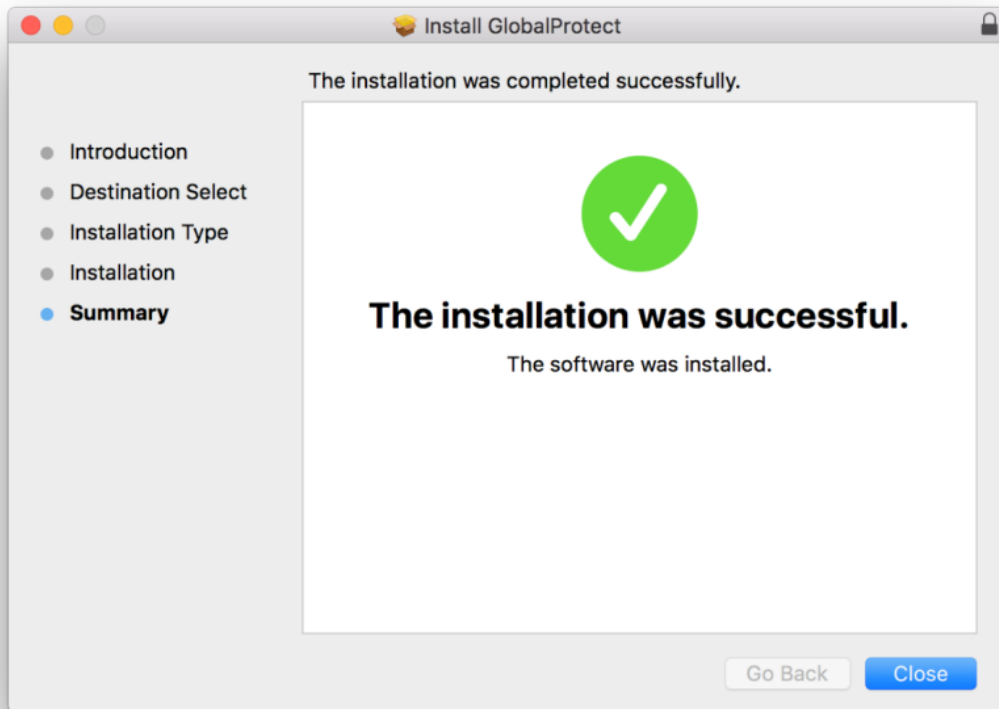 Install GlobalProtect
The installation was completed successfully.
Introduction
Destination Select
Installation Type
Installation
Summary
The installation was successful.
The software was installed.
Go Back
Close